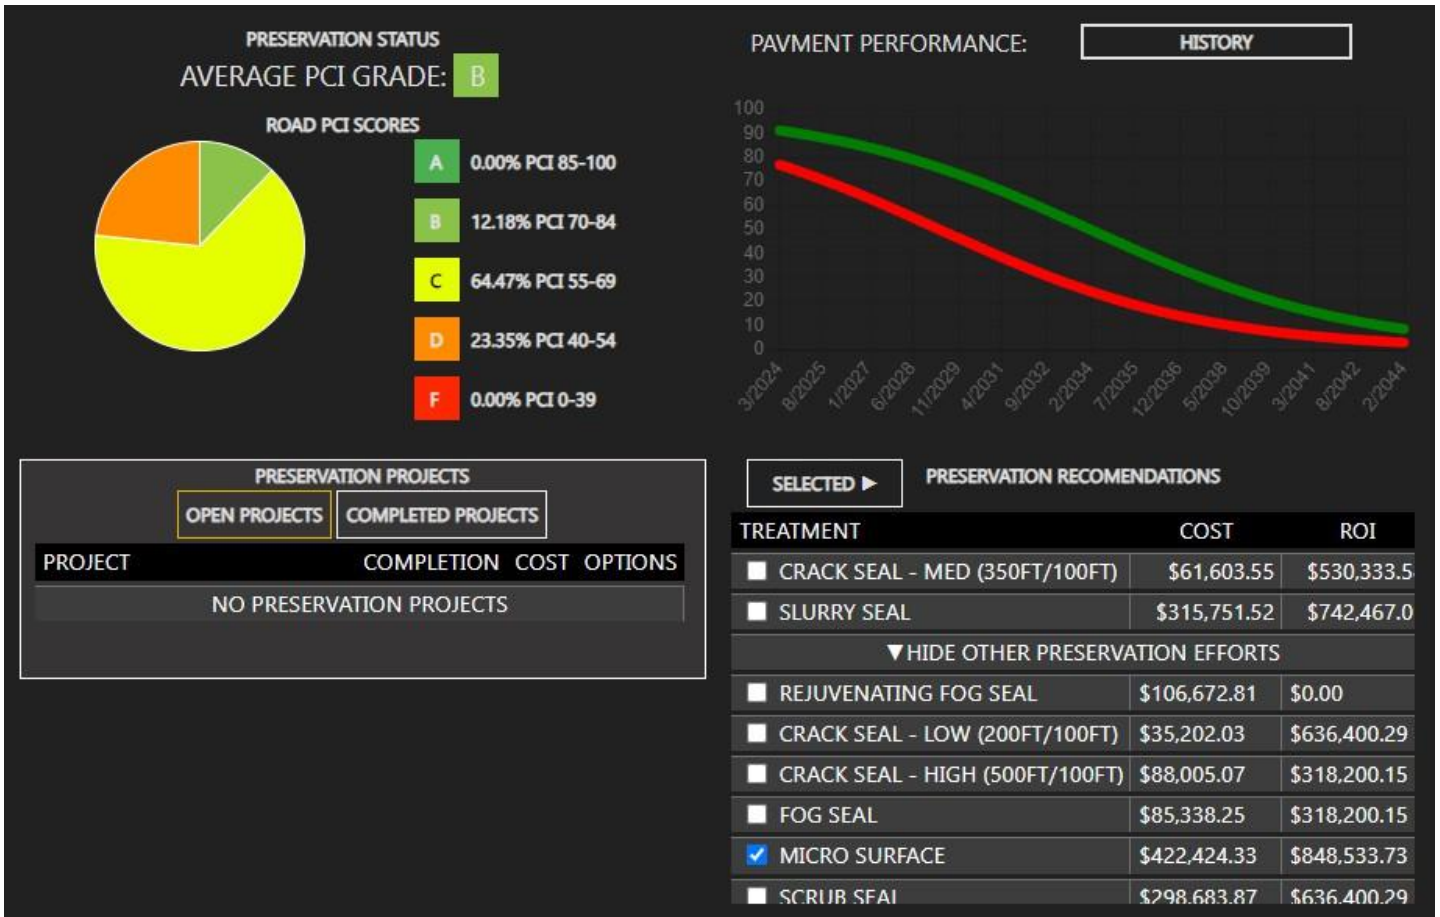 PRESERVATION STATUS
AVERAGE PCI GRADE: B
ROAD PCI SCORES
A 0.00% PCI 85-100
B 12.18% PCI 70-84
C 64.47% PCI 55-69
D 23.35% PCI 40-54
F 0.00% PCI 0-39
PAVMENT PERFORMANCE: HISTORY
100
90
80
70
60
50
40
30
20
10
0
3/2024 8/2025 1/2027 6/2028 11/2029 4/2031 9/2032 2/2034 7/2035 12/2036 5/2038 10/2039 3/2041 8/2042 2/2044
PRESERVATION PROJECTS
OPEN PROJECTS COMPLETED PROJECTS
PROJECT COMPLETION COST OPTIONS
NO PRESERVATION PROJECTS
SELECTED ▶ PRESERVATION RECOMENDATIONS
TREATMENT COST ROI
CRACK SEAL - MED (350FT/100FT) $61,603.55 $530,333.5
SLURRY SEAL $315,751.52 $742,467.0
▼HIDE OTHER PRESERVATION EFFORTS
REJUVENATING FOG SEAL $106,672.81 $0.00
CRACK SEAL - LOW (200FT/100FT) $35,202.03 $636,400.29
CRACK SEAL - HIGH (500FT/100FT) $88,005.07 $318,200.15
FOG SEAL $85,338.25 $318,200.15
MICRO SURFACE $422,424.33 $848,533.73
SCRUB SEAL $298,683.87 $636,400.29